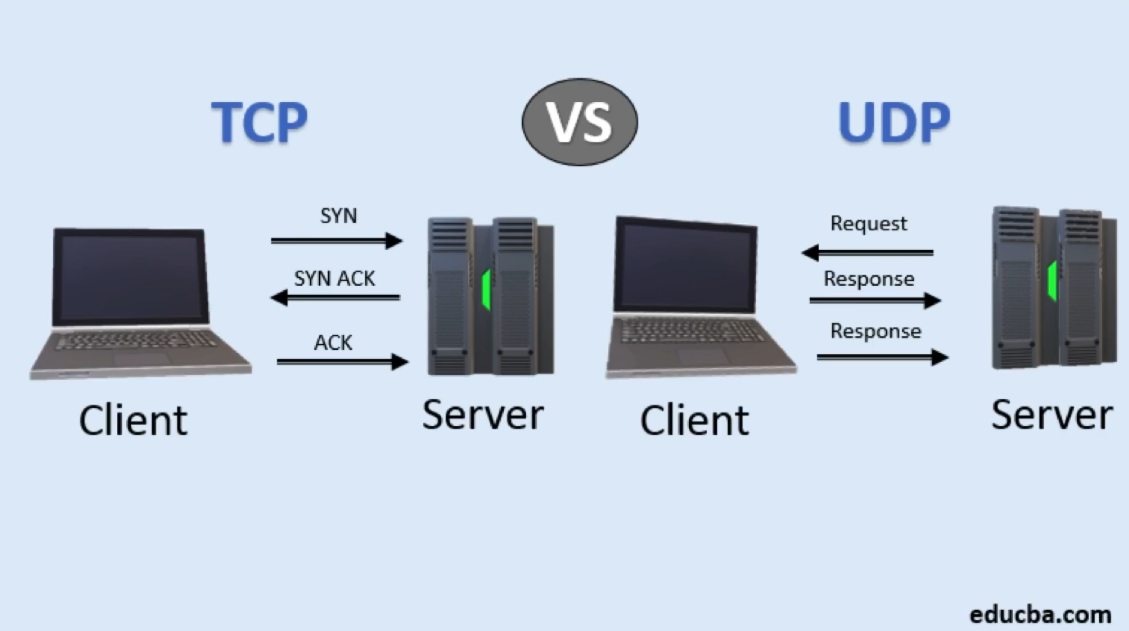 TCP
VS
UDP
SYN
SYN ACK
ACK
Client
Server
Request
Response
Response
Client
Server
educba.com